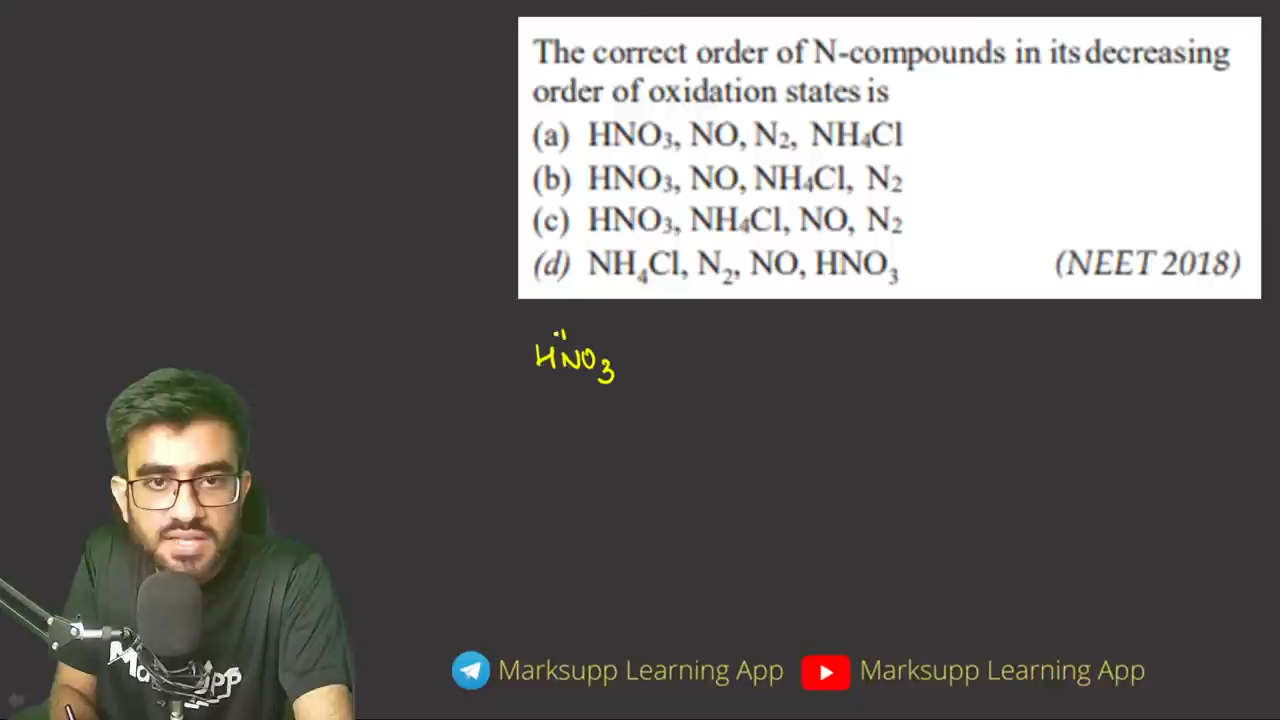 The correct order of N-compounds in its decreasing
order of oxidation states is
(a) HNO₃, NO, N₂, NH₄Cl
(b) HNO₃, NO, NH₄Cl, N₂
(c) HNO₃, NH₄Cl, NO, N₂
(d) NH₄Cl, N₂, NO, HNO₃ (NEET 2018)
HNO₃
Marksupp Learning App Marksupp Learning App